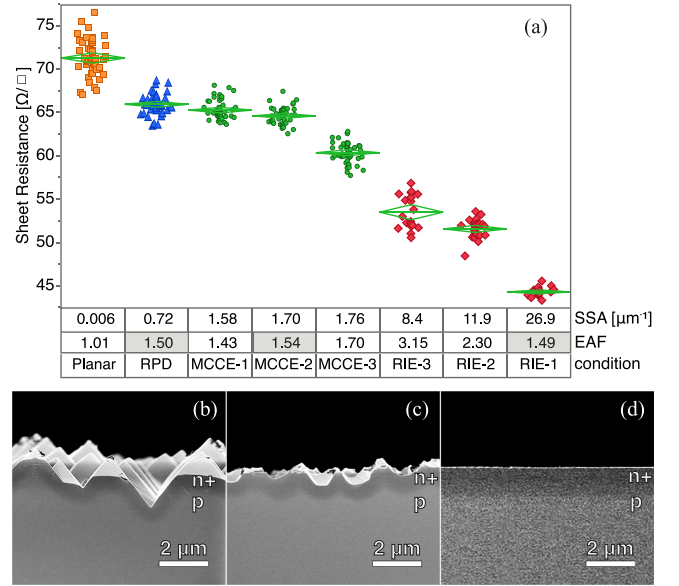 (a)
Sheet Resistance [Ω/□]
75
70
65
60
55
50
45
0.006 0.72 1.58 1.70 1.76 8.4 11.9 26.9 SSA [µm⁻¹]
1.01 1.50 1.43 1.54 1.70 3.15 2.30 1.49 EAF
Planar RPD MCCE-1 MCCE-2 MCCE-3 RIE-3 RIE-2 RIE-1 condition
(b) (c) (d)
n+ n+ n+
p p p
2 µm 2 µm 2 µm